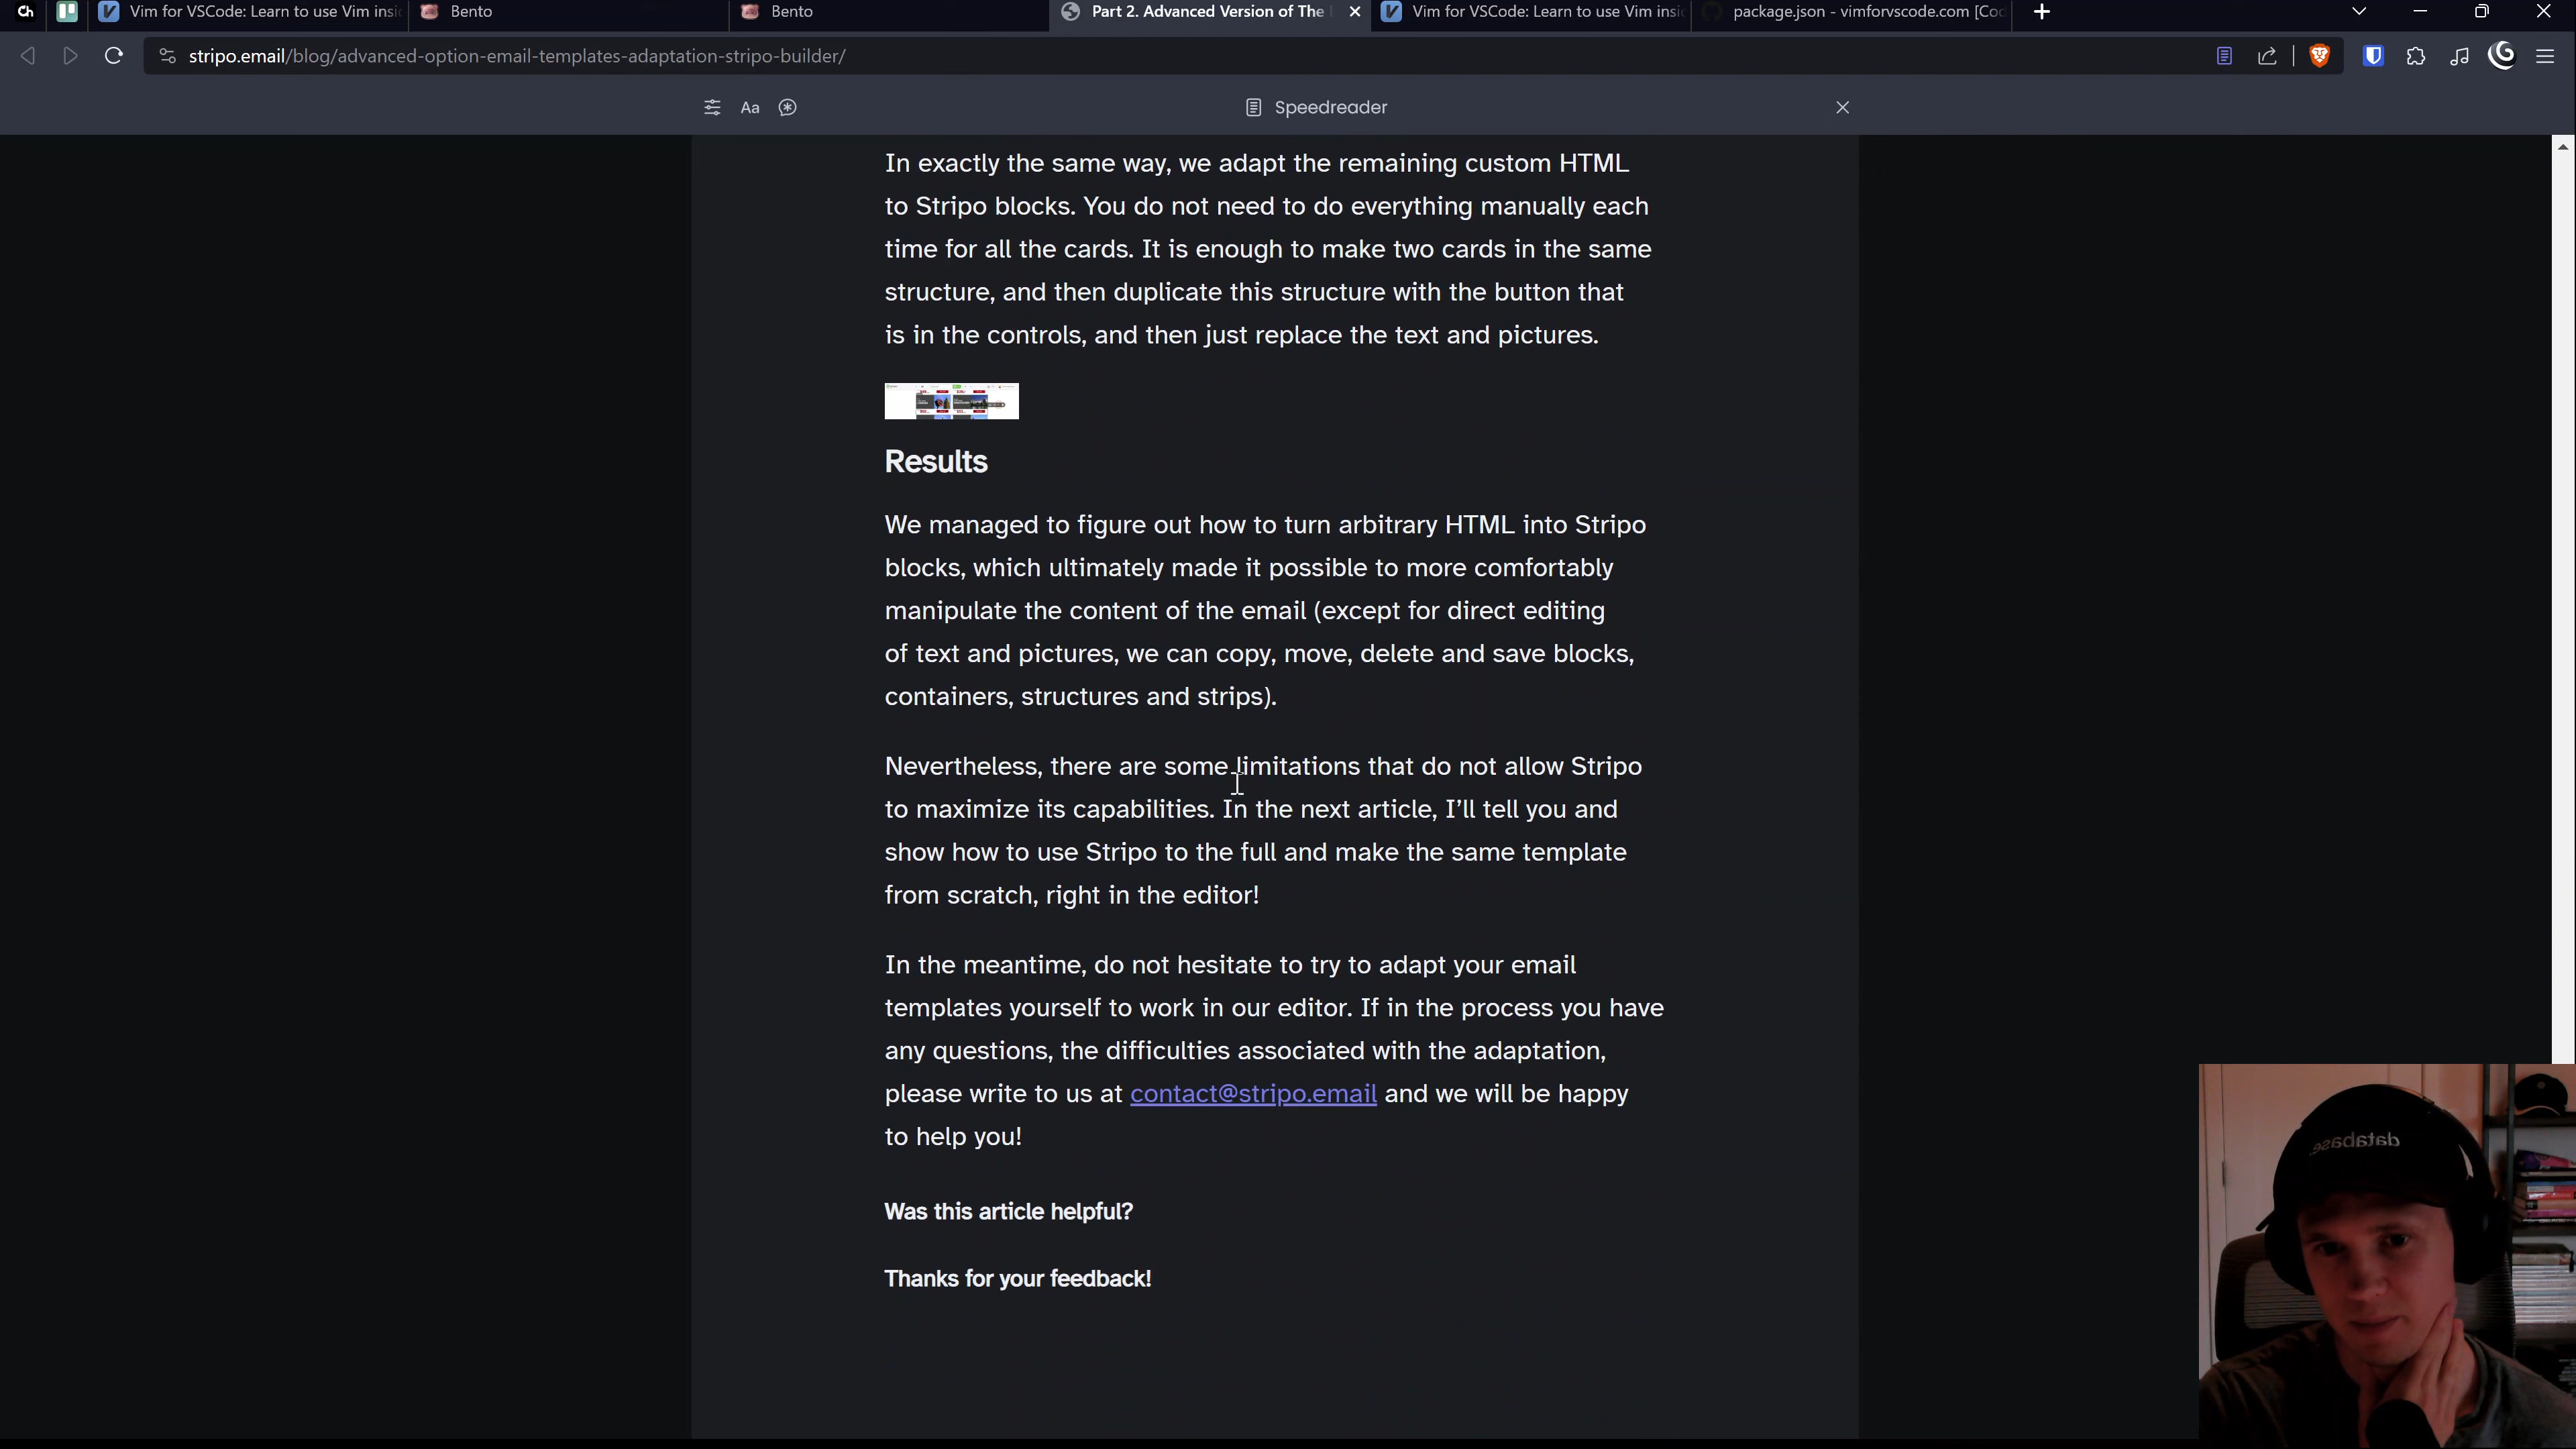 Ch
Vim for VSCode: Learn to use Vim insi
Bento
Bento
Part 2. Advanced Version of The
Vim for VSCode: Learn to use Vim insi
package.json - vimforvscode.com [Cod
stripo.email/blog/advanced-option-email-templates-adaptation-stripo-builder/
Aa
Speedreader
In exactly the same way, we adapt the remaining custom HTML
to Stripo blocks. You do not need to do everything manually each
time for all the cards. It is enough to make two cards in the same
structure, and then duplicate this structure with the button that
is in the controls, and then just replace the text and pictures.
Results
We managed to figure out how to turn arbitrary HTML into Stripo
blocks, which ultimately made it possible to more comfortably
manipulate the content of the email (except for direct editing
of text and pictures, we can copy, move, delete and save blocks,
containers, structures and strips).
Nevertheless, there are some limitations that do not allow Stripo
to maximize its capabilities. In the next article, I’ll tell you and
show how to use Stripo to the full and make the same template
from scratch, right in the editor!
In the meantime, do not hesitate to try to adapt your email
templates yourself to work in our editor. If in the process you have
any questions, the difficulties associated with the adaptation,
please write to us at contact@stripo.email and we will be happy
to help you!
Was this article helpful?
Thanks for your feedback!
database